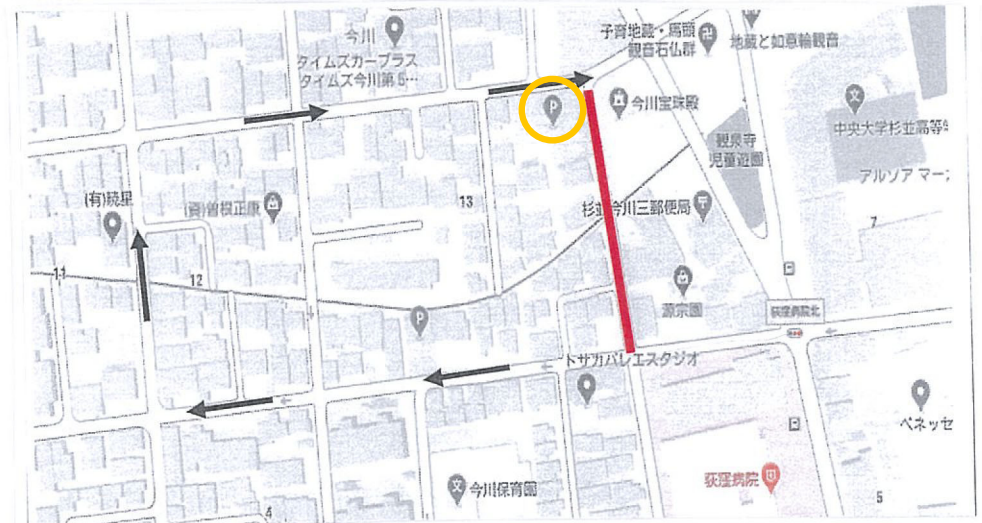 今川
タイムズカープラス
タイムズ今川第5…
子育地蔵・馬頭
観音石仏群
地蔵と如意輪観音
P
今川宝珠殿
中央大学杉並高等
観泉寺
児童遊園
アルソア マー
(有)暁星
(資)曽根正康
13
杉並今川三郵便局
7
11
12
源宗園
荻窪病院北
P
トサカバレエスタジオ
ベネッセ
荻窪病院
今川保育園
4
5